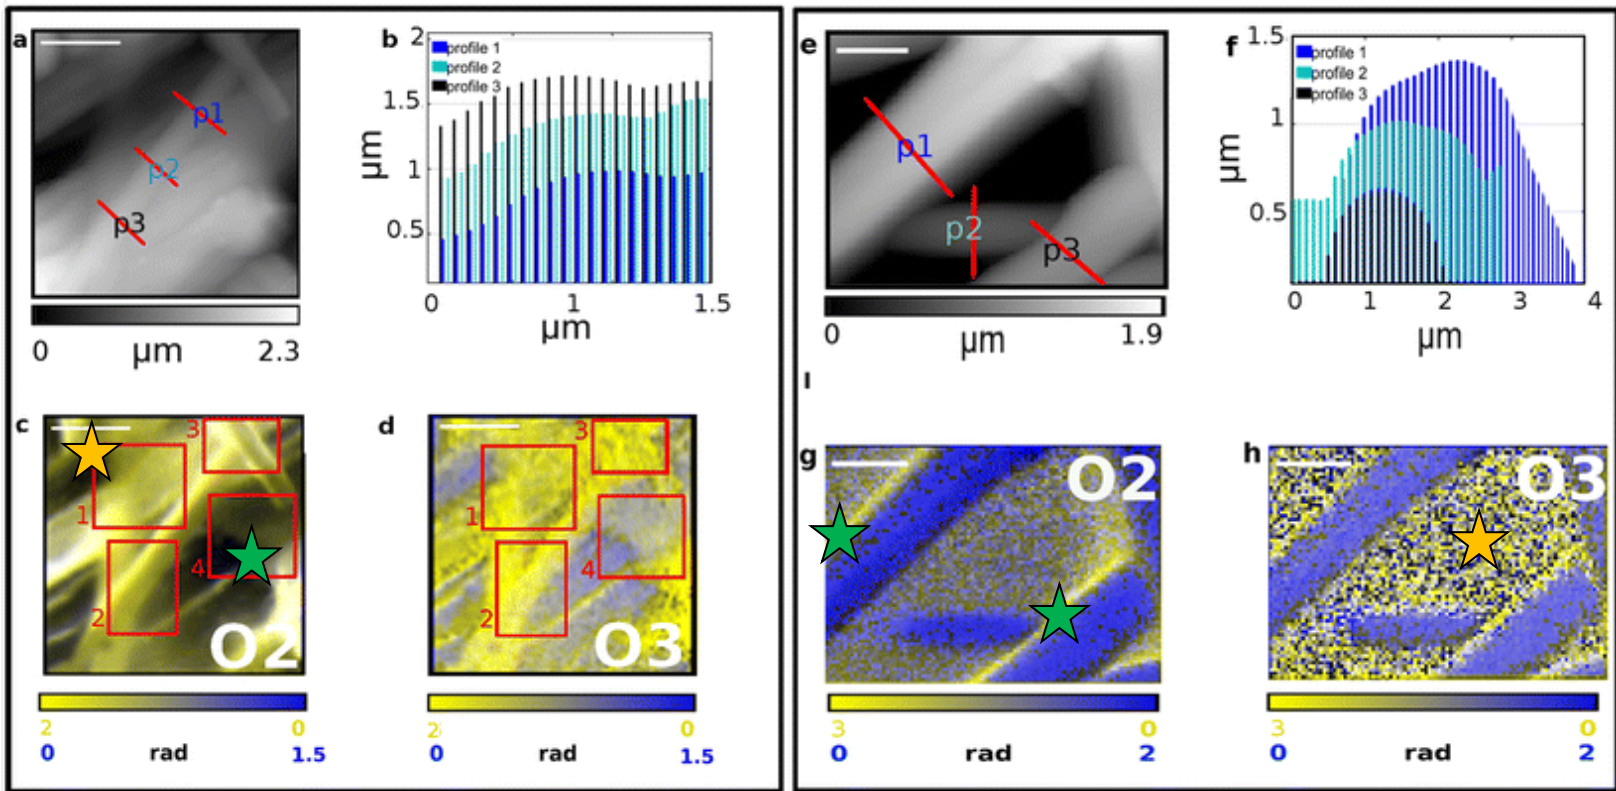 a
p1
p2
p3
0 µm 2.3
b
2
1.5
1
0.5
µm
profile 1
profile 2
profile 3
0 1 1.5
µm
c
3
1
4
2
O2
2 0
0 rad 1.5
d
3
1
4
2
O3
2 0
0 rad 1.5
e
p1
p2
p3
0 µm 1.9
f
1.5
1
0.5
µm
profile 1
profile 2
profile 3
0 1 2 3 4
µm
I
g
O2
3 0
0 rad 2
h
O3
3 0
0 rad 2